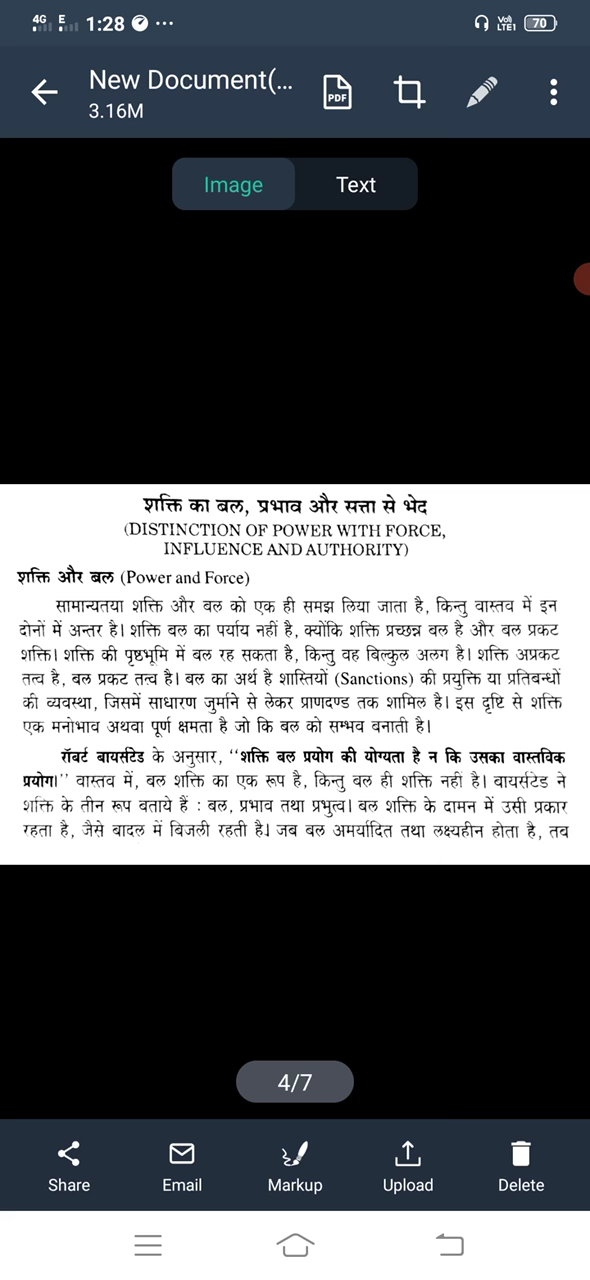 4G E 1:28 ... Vo) LTE1 70
New Document(...
3.16M
PDF
Image Text
शक्ति का बल, प्रभाव और सत्ता से भेद
(DISTINCTION OF POWER WITH FORCE,
INFLUENCE AND AUTHORITY)
शक्ति और बल (Power and Force)
सामान्यतया शक्ति और बल को एक ही समझ लिया जाता है, किन्तु वास्तव में इन
दोनों में अन्तर है। शक्ति बल का पर्याय नहीं है, क्योंकि शक्ति प्रच्छन्न बल है और बल प्रकट
शक्ति। शक्ति की पृष्ठभूमि में बल रह सकता है, किन्तु वह बिल्कुल अलग है। शक्ति अप्रकट
तत्व है, बल प्रकट तत्व है। बल का अर्थ है शास्तियों (Sanctions) की प्रयुक्ति या प्रतिबन्धों
की व्यवस्था, जिसमें साधारण जुर्माने से लेकर प्राणदण्ड तक शामिल है। इस दृष्टि से शक्ति
एक मनोभाव अथवा पूर्ण क्षमता है जो कि बल को सम्भव बनाती है।
रॉबर्ट बायर्सटेड के अनुसार, "शक्ति बल प्रयोग की योग्यता है न कि उसका वास्तविक
प्रयोग।" वास्तव में, बल शक्ति का एक रूप है, किन्तु बल ही शक्ति नहीं है। बायर्सटेड ने
शक्ति के तीन रूप बताये हैं : बल, प्रभाव तथा प्रभुत्व। बल शक्ति के दामन में उसी प्रकार
रहता है, जैसे बादल में बिजली रहती है। जब बल अमर्यादित तथा लक्ष्यहीन होता है, तब
4/7
Share Email Markup Upload Delete